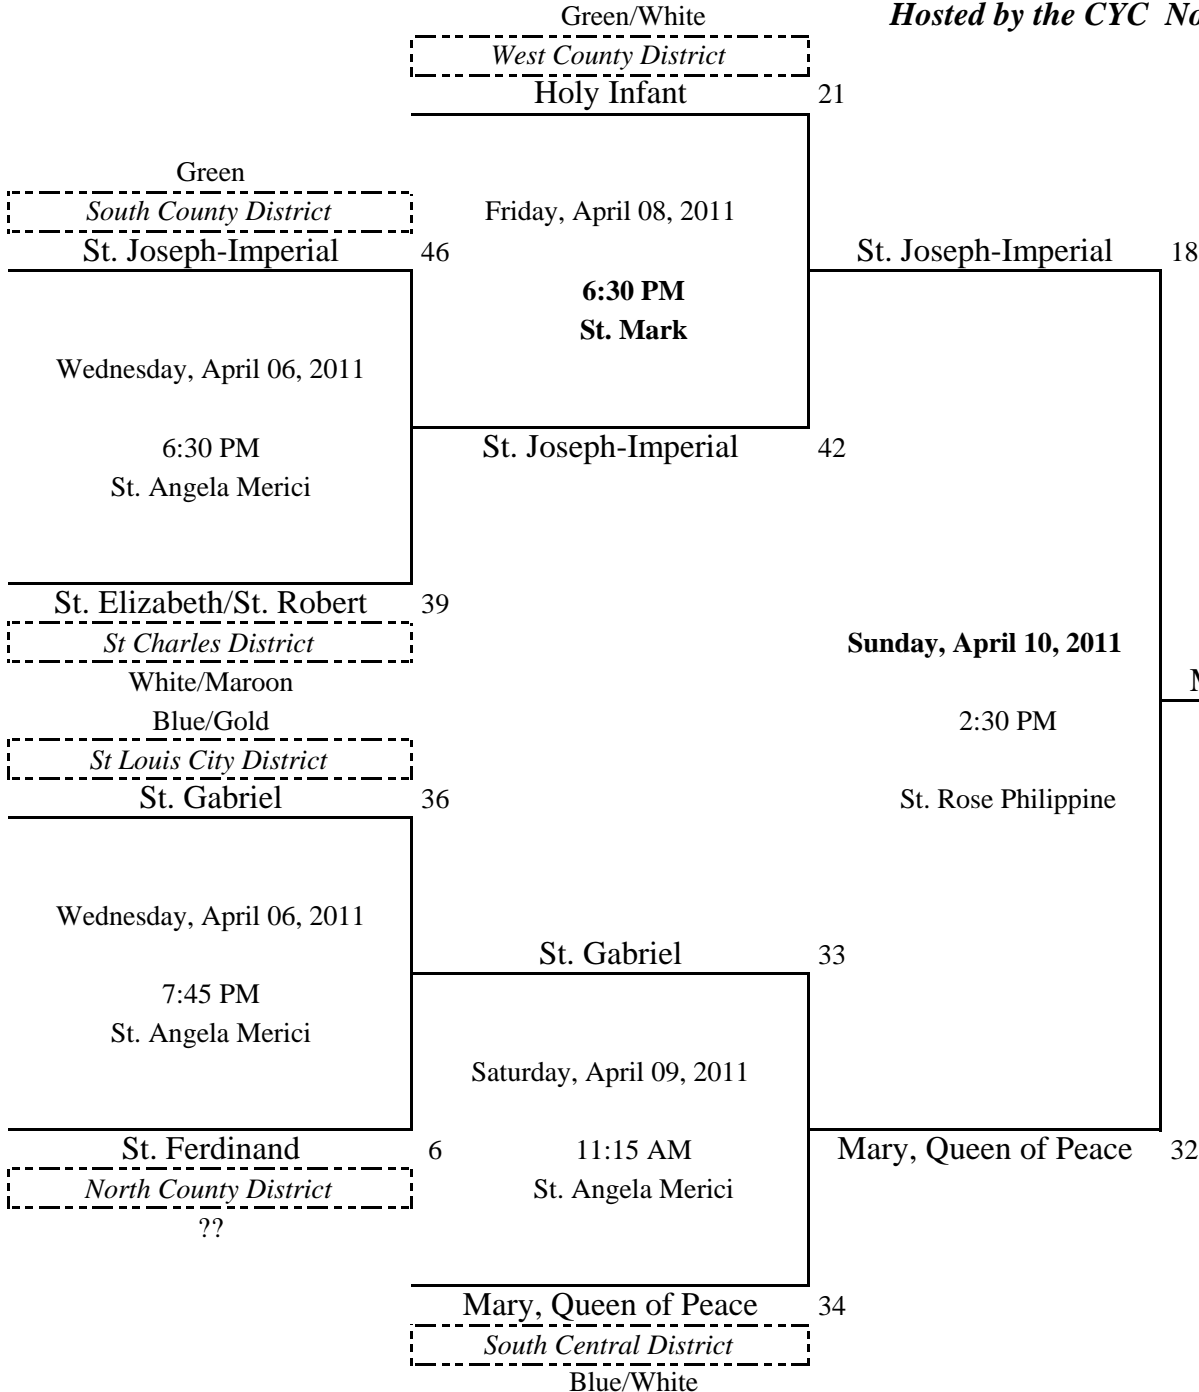 Green/White
Hosted by the CYC
West County District
Holy Infant 21
Green
South County District
Friday, April 08, 2011
St. Joseph-Imperial 46
St. Joseph-Imperial 18
6:30 PM
St. Mark
Wednesday, April 06, 2011
6:30 PM
St. Joseph-Imperial 42
St. Angela Merici
St. Elizabeth/St. Robert 39
St Charles District
Sunday, April 10, 2011
White/Maroon
Blue/Gold
2:30 PM
St Louis City District
St. Gabriel 36
St. Rose Philippine
Wednesday, April 06, 2011
St. Gabriel 33
7:45 PM
St. Angela Merici
Saturday, April 09, 2011
St. Ferdinand 6
11:15 AM
Mary, Queen of Peace 32
North County District
St. Angela Merici
??
Mary, Queen of Peace 34
South Central District
Blue/White